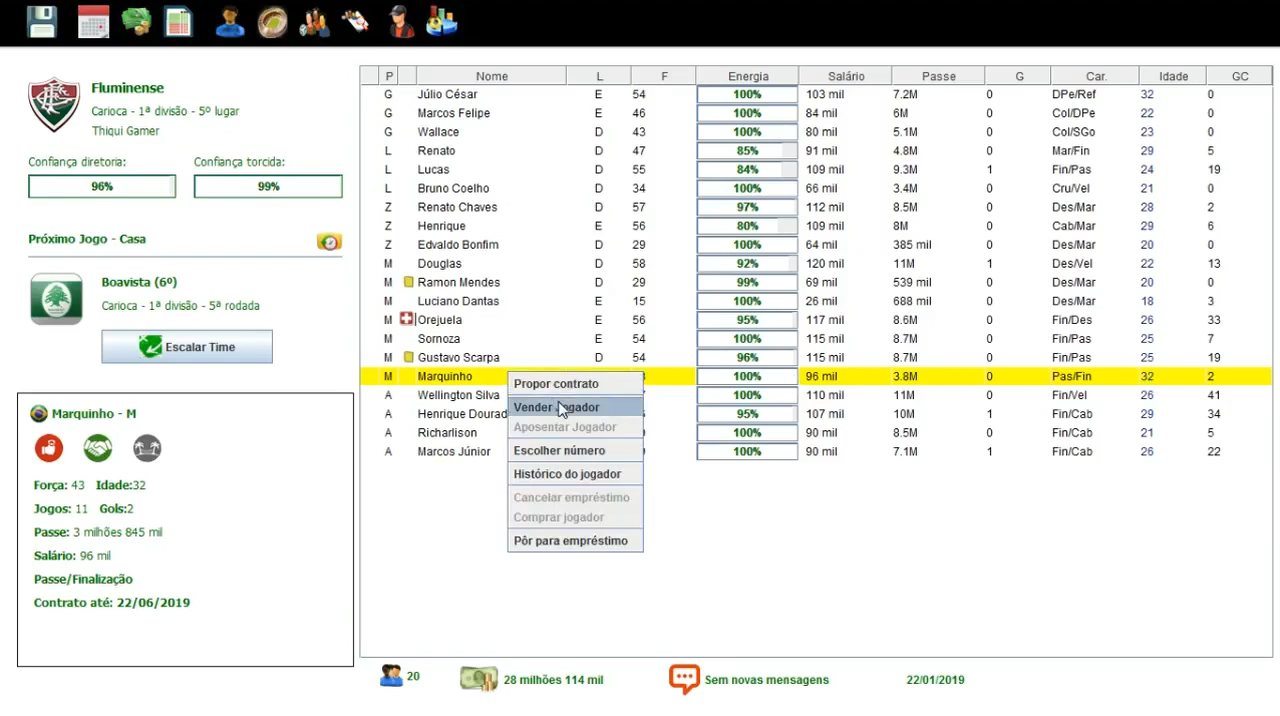 Fluminense
Carioca - 1ª divisão - 5º lugar
Thiqui Gamer
Confiança diretoria: Confiança torcida:
96% 99%
Próximo Jogo - Casa
Boavista (6º)
Carioca - 1ª divisão - 5ª rodada
Escalar Time
Marquinho - M
Força: 43 Idade:32
Jogos: 11 Gols:2
Passe: 3 milhões 845 mil
Salário: 96 mil
Passe/Finalização
Contrato até: 22/06/2019
P Nome L F Energia Salário Passe G Car. Idade GC
G Júlio César E 54 100% 103 mil 7.2M 0 DPe/Ref 32 0
G Marcos Felipe E 46 100% 84 mil 6M 0 Col/DPe 22 0
G Wallace D 43 100% 80 mil 5.1M 0 Col/SGo 23 0
L Renato D 47 85% 91 mil 4.8M 0 Mar/Fin 29 5
L Lucas D 55 84% 109 mil 9.3M 1 Fin/Pas 24 19
L Bruno Coelho D 34 100% 66 mil 3.4M 0 Cru/Vel 21 0
Z Renato Chaves D 57 97% 112 mil 8.5M 0 Des/Mar 28 2
Z Henrique E 56 80% 109 mil 8M 0 Cab/Mar 29 6
Z Edvaldo Bonfim D 29 100% 64 mil 385 mil 0 Des/Mar 20 0
M Douglas D 58 92% 120 mil 11M 1 Des/Vel 22 13
M Ramon Mendes D 29 99% 69 mil 539 mil 0 Des/Mar 20 0
M Luciano Dantas E 15 100% 26 mil 688 mil 0 Des/Mar 18 3
M Orejuela E 56 95% 117 mil 8.6M 0 Fin/Des 26 33
M Sornoza E 54 100% 115 mil 8.7M 0 Fin/Pas 25 7
M Gustavo Scarpa D 54 96% 115 mil 8.7M 0 Fin/Pas 25 19
M Marquinho 100% 96 mil 3.8M 0 Pas/Fin 32 2
A Wellington Silva 100% 110 mil 11M 0 Fin/Vel 26 41
A Henrique Dourad 95% 107 mil 10M 1 Fin/Cab 29 34
A Richarlison 100% 90 mil 8.5M 0 Fin/Cab 21 5
A Marcos Júnior 100% 90 mil 7.1M 1 Fin/Cab 26 22
Propor contrato
Vender Jogador
Aposentar Jogador
Escolher número
Histórico do jogador
Cancelar empréstimo
Comprar jogador
Pôr para empréstimo
20 28 milhões 114 mil Sem novas mensagens 22/01/2019